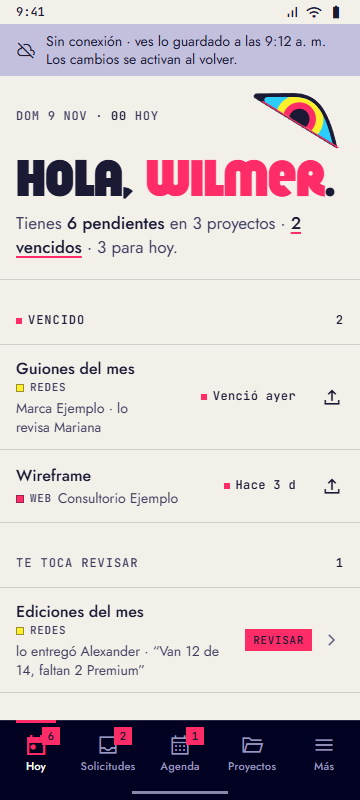 9:41
Sin conexión · ves lo guardado a las 9:12 a. m.
Los cambios se activan al volver.
DOM 9 NOV · 00 HOY
HOLA, WILMER.
Tienes 6 pendientes en 3 proyectos · 2
vencidos · 3 para hoy.
VENCIDO 2
Guiones del mes
REDES
Marca Ejemplo · lo
revisa Mariana
Venció ayer
Wireframe
WEB Consultorio Ejemplo
Hace 3 d
TE TOCA REVISAR 1
Ediciones del mes
REDES
lo entregó Alexander · “Van 12 de
14, faltan 2 Premium”
REVISAR
6 2 1
Hoy Solicitudes Agenda Proyectos Más